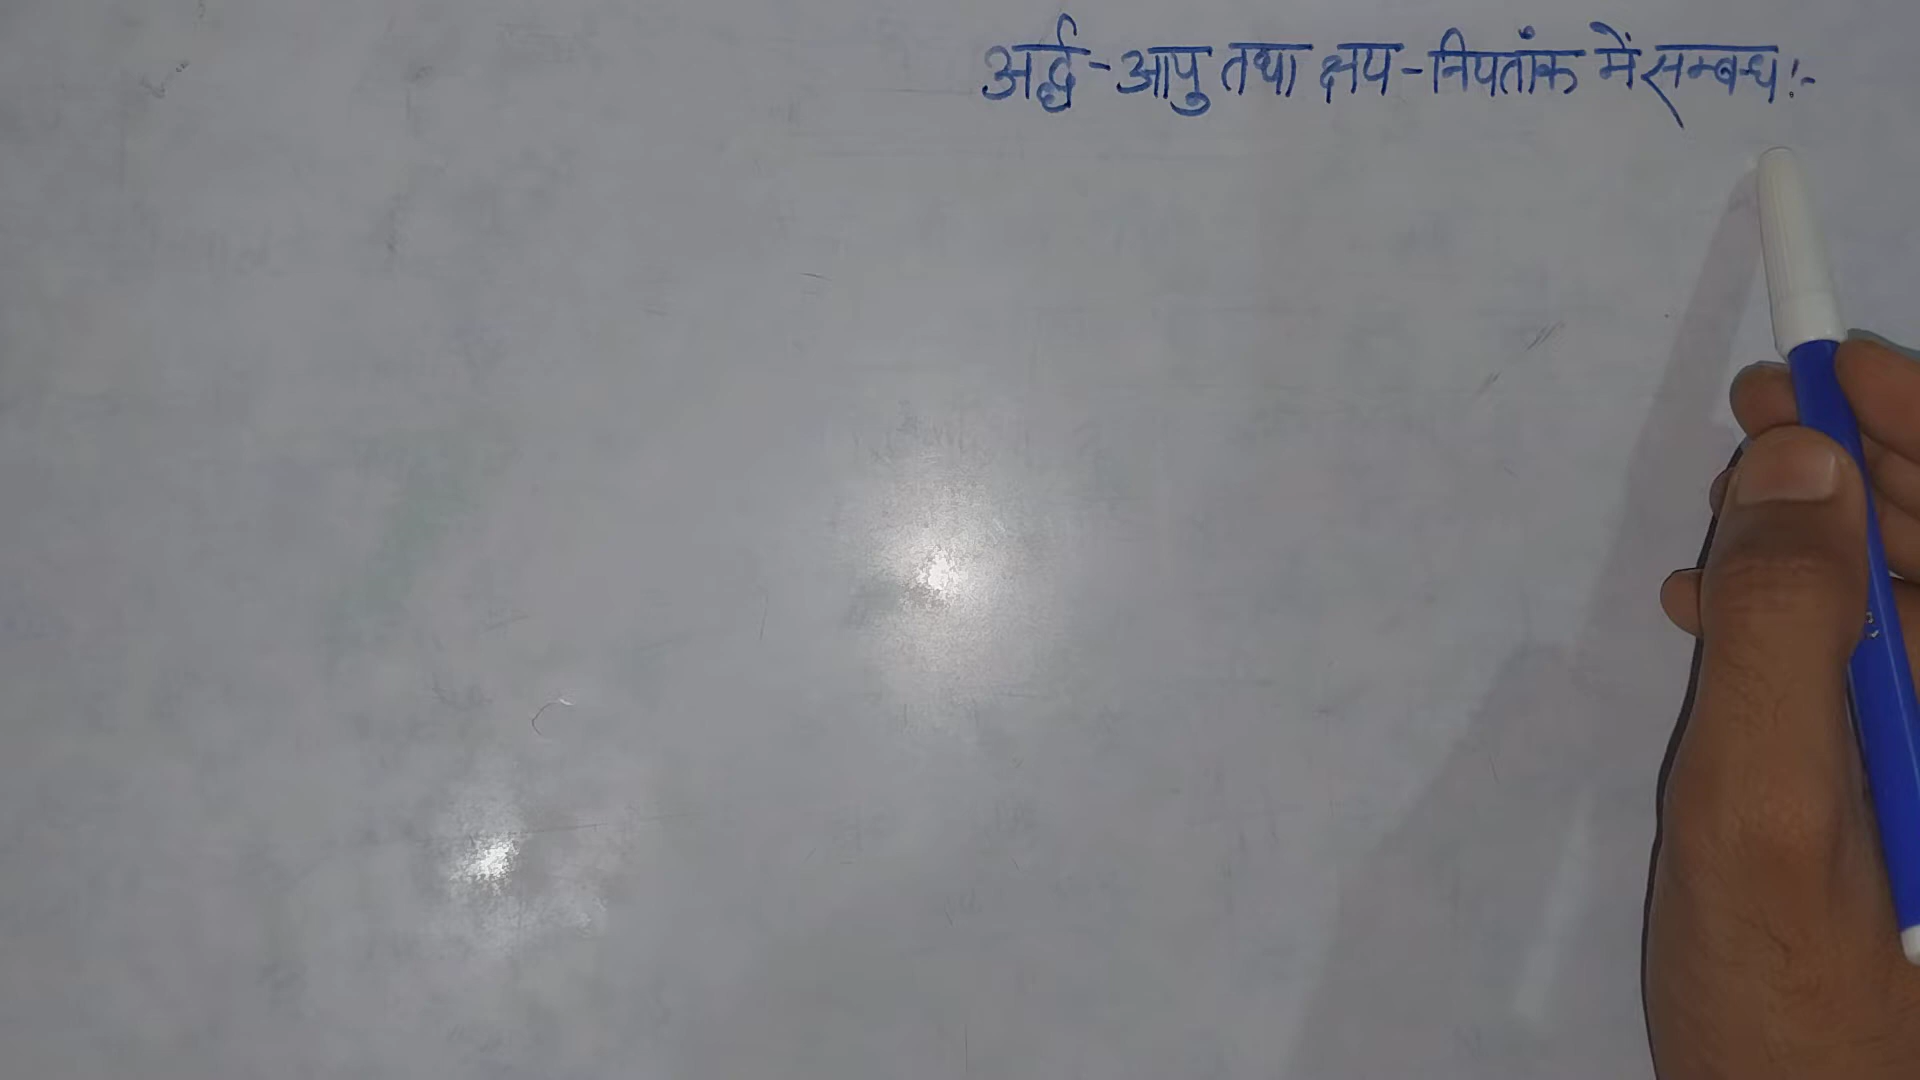 अर्द्ध-आयु तथा क्षय-नियतांक में सम्बन्ध :-